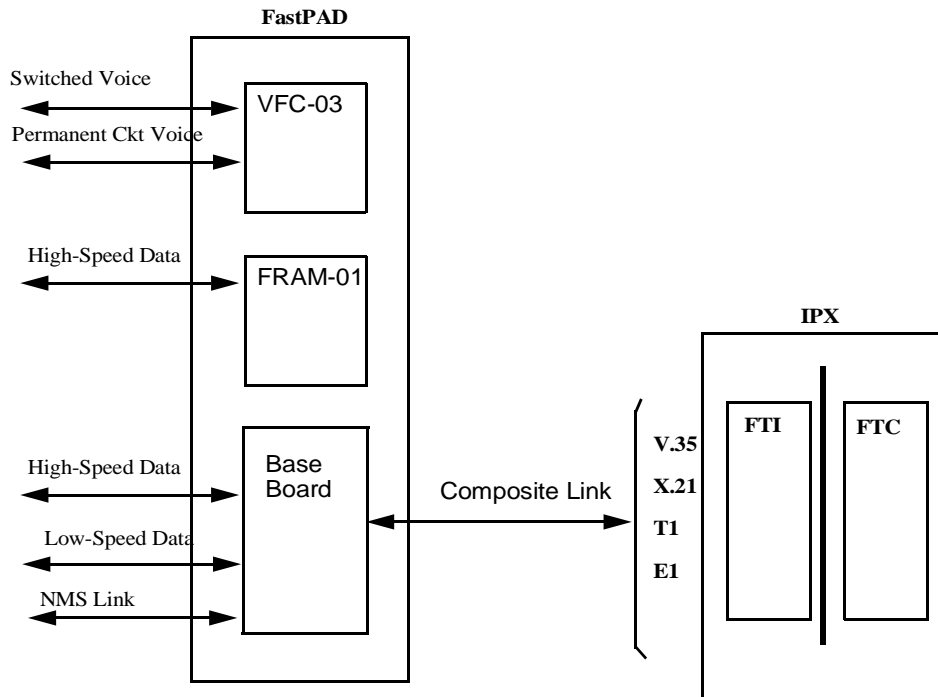 FastPAD
Switched Voice
VFC-03
Permanent Ckt Voice
High-Speed Data
FRAM-01
IPX
FTI
FTC
V.35
High-Speed Data
Base
Board
Composite Link
X.21
T1
Low-Speed Data
E1
NMS Link